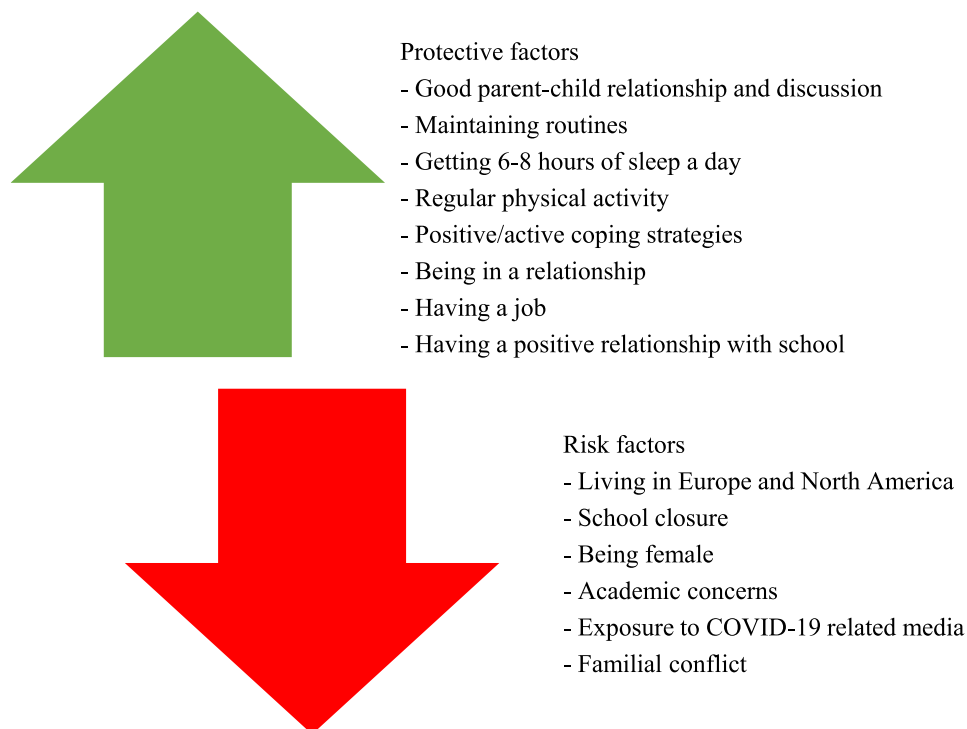 Protective factors
- Good parent-child relationship and discussion
- Maintaining routines
- Getting 6-8 hours of sleep a day
- Regular physical activity
- Positive/active coping strategies
- Being in a relationship
- Having a job
- Having a positive relationship with school
Risk factors
- Living in Europe and North America
- School closure
- Being female
- Academic concerns
- Exposure to COVID-19 related media
- Familial conflict